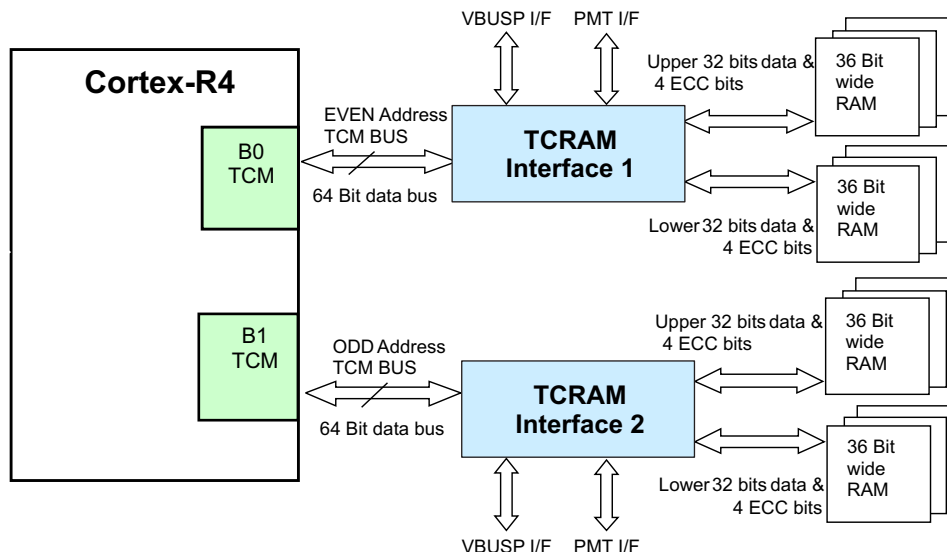 VBUSP I/F
PMT I/F
Cortex-R4
Upper 32 bits data &
4 ECC bits
36 Bit
wide
RAM
EVEN Address
TCM BUS
B0
TCM
TCRAM
Interface 1
64 Bit data bus
Lower 32 bits data &
4 ECC bits
36 Bit
wide
RAM
B1
TCM
ODD Address
TCM BUS
Upper 32 bits data &
4 ECC bits
36 Bit
wide
RAM
TCRAM
Interface 2
64 Bit data bus
Lower 32 bits data &
4 ECC bits
36 Bit
wide
RAM
VBUSP I/F
PMT I/F